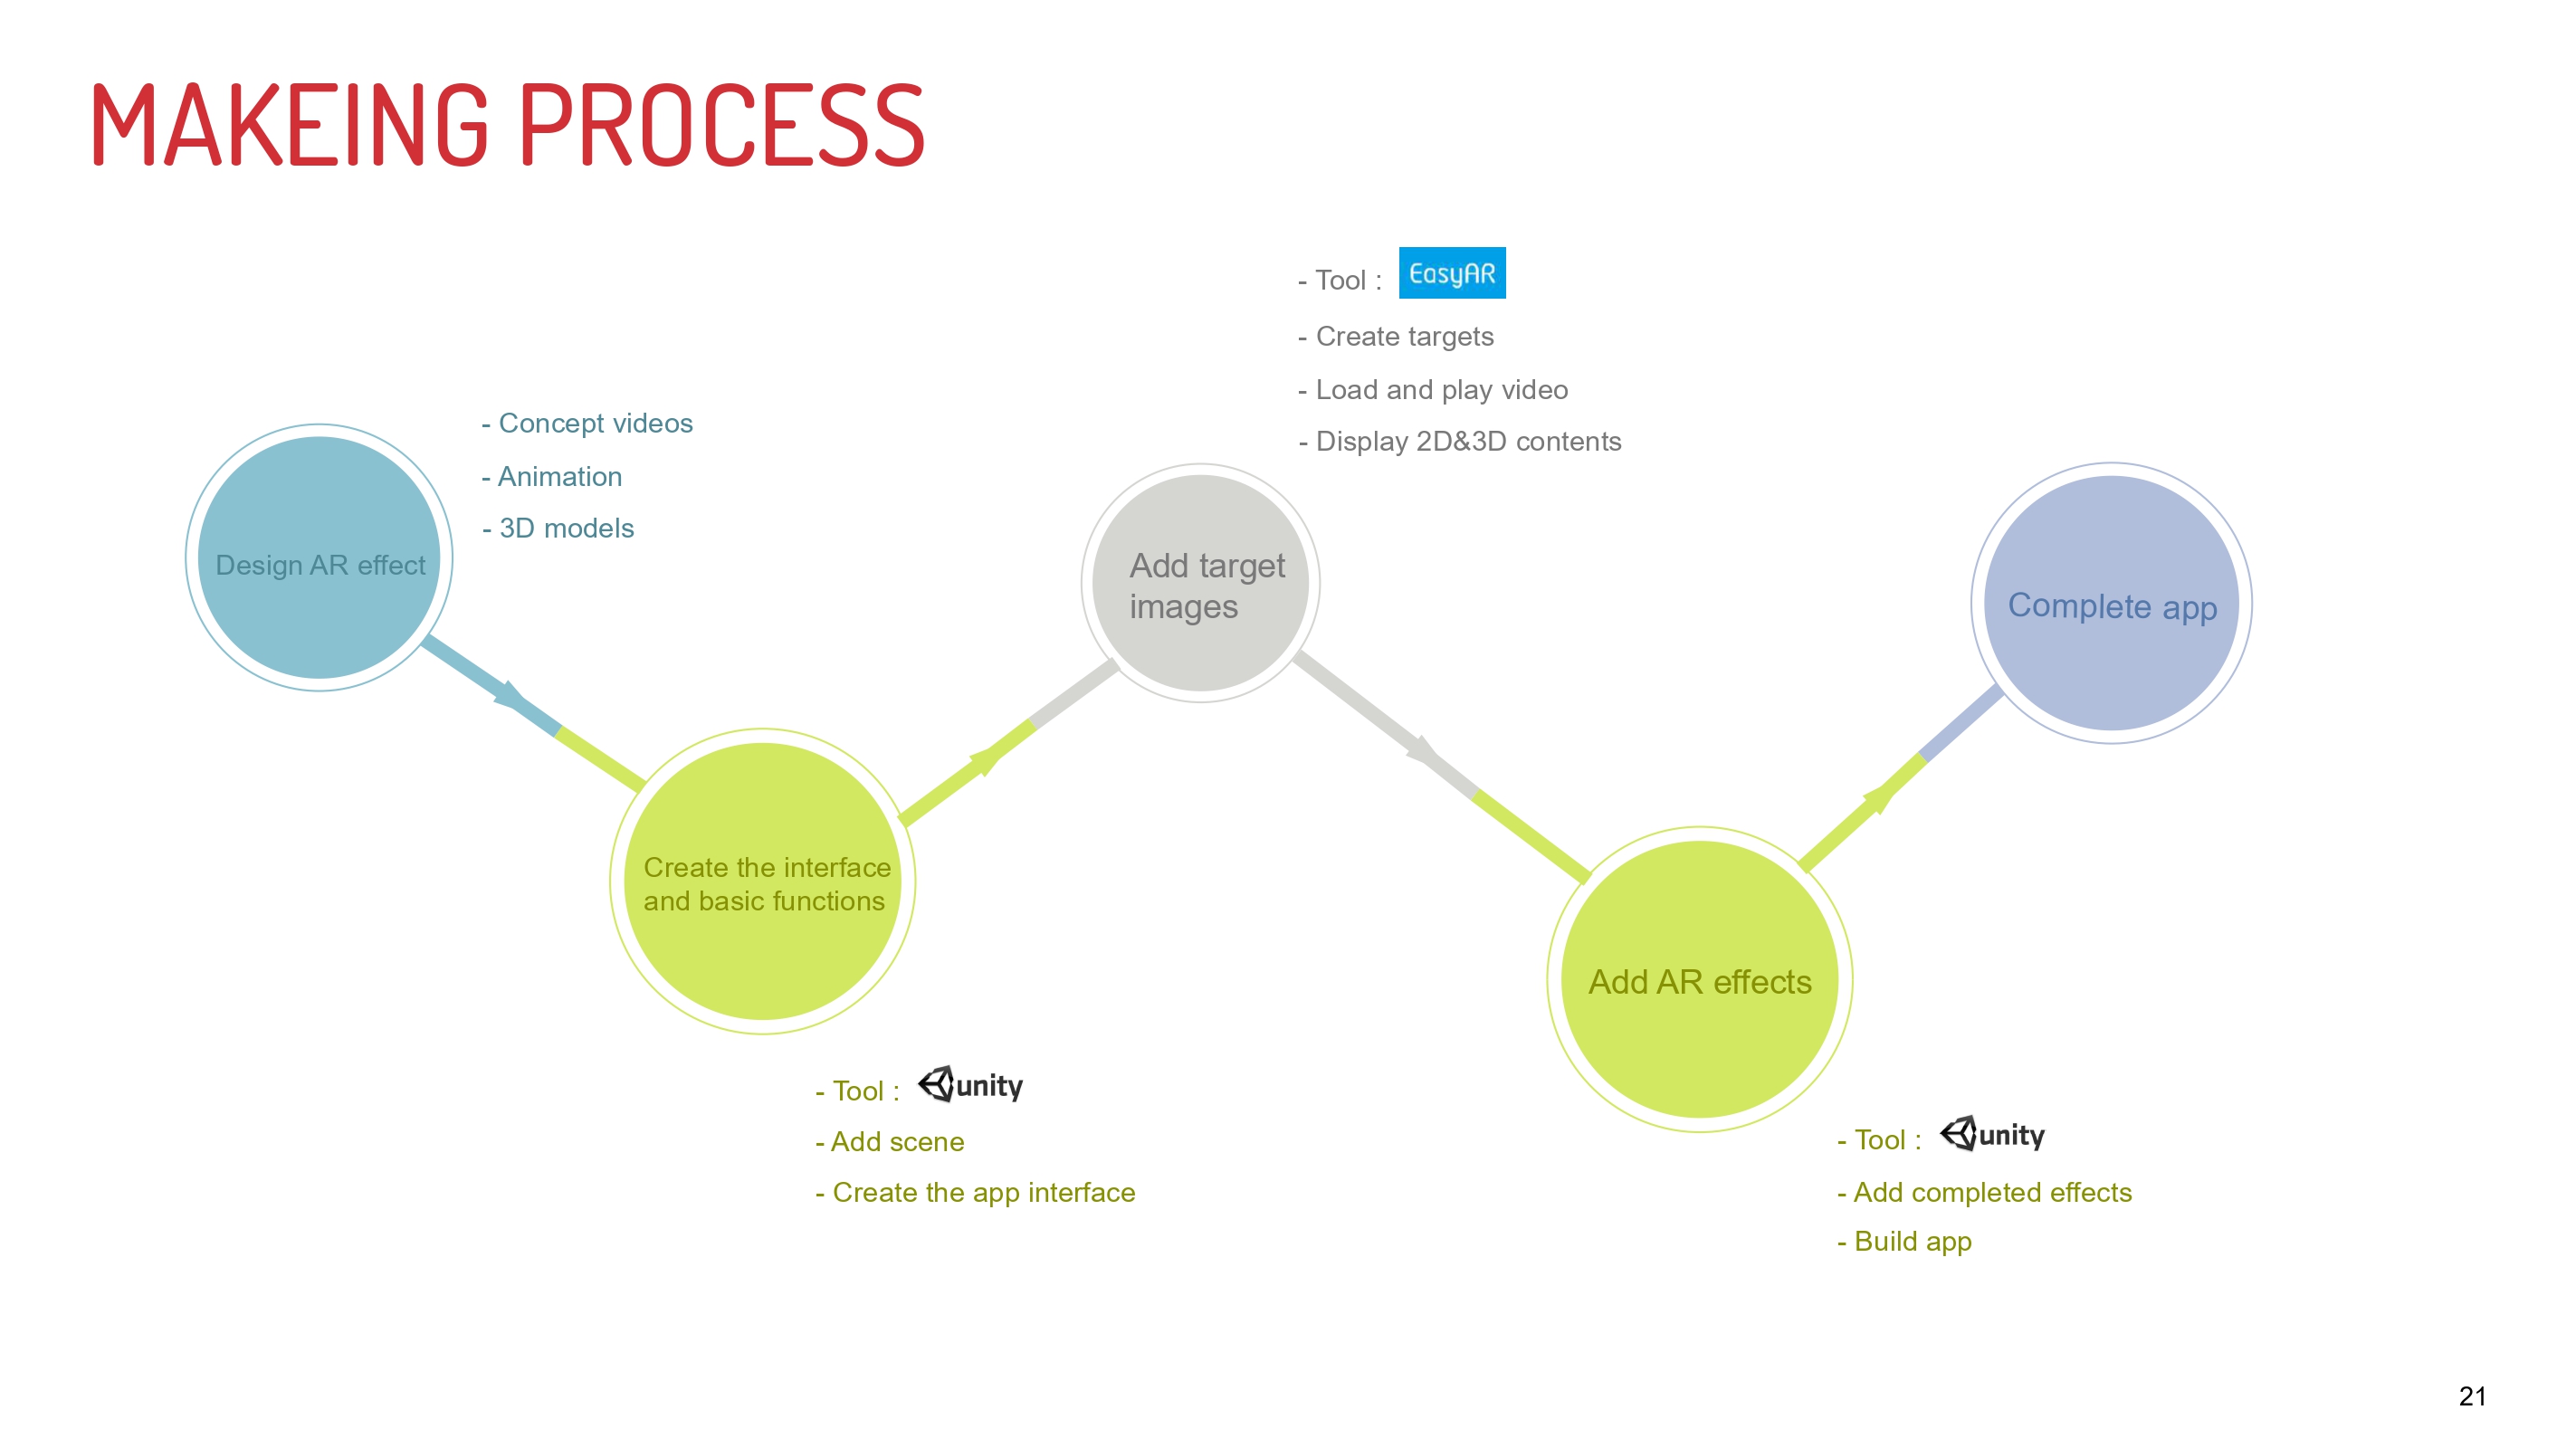 MAKEING PROCESS
Design AR effect
- Concept videos
- Animation
- 3D models
Create the interface
and basic functions
- Tool : unity
- Add scene
- Create the app interface
Add target
images
- Tool : EasyAR
- Create targets
- Load and play video
- Display 2D&3D contents
Add AR effects
- Tool : unity
- Add completed effects
- Build app
Complete app
21